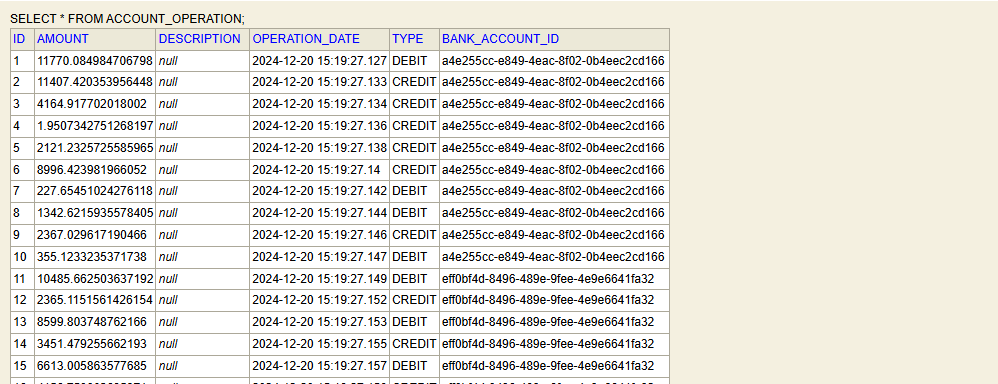 SELECT * FROM ACCOUNT_OPERATION;
ID AMOUNT DESCRIPTION OPERATION_DATE TYPE BANK_ACCOUNT_ID
1 11770.084984706798 null 2024-12-20 15:19:27.127 DEBIT a4e255cc-e849-4eac-8f02-0b4eec2cd166
2 11407.420353956448 null 2024-12-20 15:19:27.133 CREDIT a4e255cc-e849-4eac-8f02-0b4eec2cd166
3 4164.917702018002 null 2024-12-20 15:19:27.134 CREDIT a4e255cc-e849-4eac-8f02-0b4eec2cd166
4 1.9507342751268197 null 2024-12-20 15:19:27.136 CREDIT a4e255cc-e849-4eac-8f02-0b4eec2cd166
5 2121.2325725585965 null 2024-12-20 15:19:27.138 CREDIT a4e255cc-e849-4eac-8f02-0b4eec2cd166
6 8996.423981966052 null 2024-12-20 15:19:27.14 CREDIT a4e255cc-e849-4eac-8f02-0b4eec2cd166
7 227.65451024276118 null 2024-12-20 15:19:27.142 DEBIT a4e255cc-e849-4eac-8f02-0b4eec2cd166
8 1342.6215935578405 null 2024-12-20 15:19:27.144 DEBIT a4e255cc-e849-4eac-8f02-0b4eec2cd166
9 2367.029617190466 null 2024-12-20 15:19:27.146 CREDIT a4e255cc-e849-4eac-8f02-0b4eec2cd166
10 355.1233235371738 null 2024-12-20 15:19:27.147 DEBIT a4e255cc-e849-4eac-8f02-0b4eec2cd166
11 10485.662503637192 null 2024-12-20 15:19:27.149 DEBIT eff0bf4d-8496-489e-9fee-4e9e6641fa32
12 2365.1151561426154 null 2024-12-20 15:19:27.152 CREDIT eff0bf4d-8496-489e-9fee-4e9e6641fa32
13 8599.803748762166 null 2024-12-20 15:19:27.153 DEBIT eff0bf4d-8496-489e-9fee-4e9e6641fa32
14 3451.479255662193 null 2024-12-20 15:19:27.155 CREDIT eff0bf4d-8496-489e-9fee-4e9e6641fa32
15 6613.005863577685 null 2024-12-20 15:19:27.157 DEBIT eff0bf4d-8496-489e-9fee-4e9e6641fa32